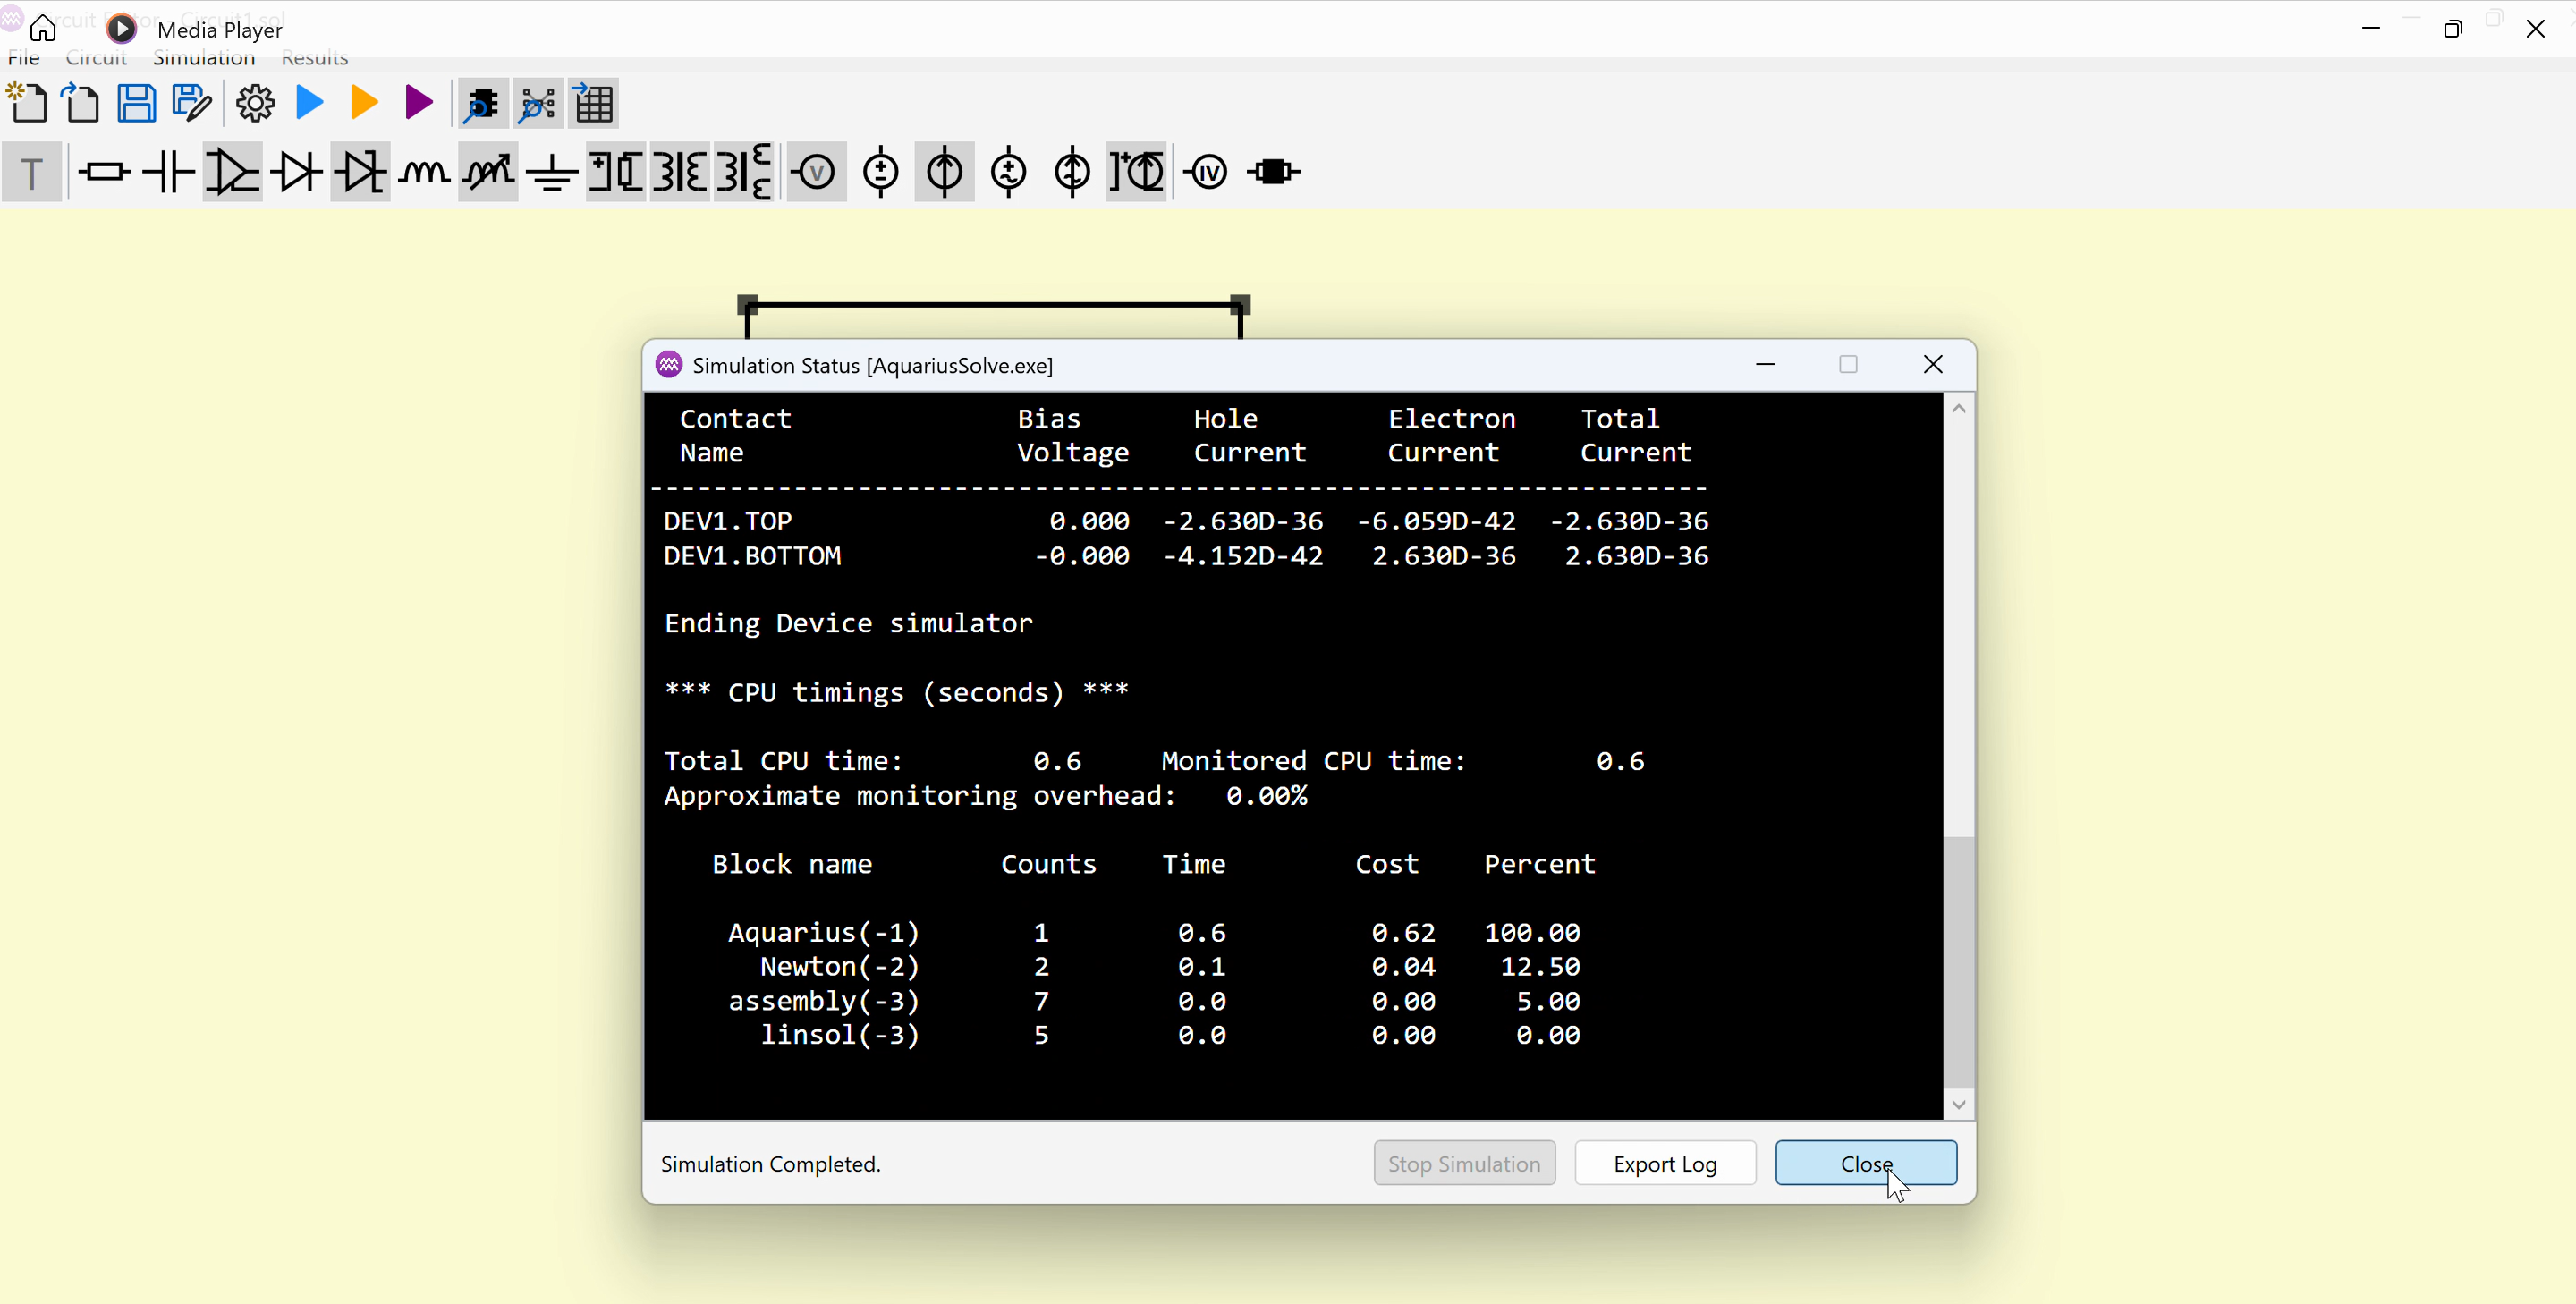 Circuit Editor - Circuit1.sol
Media Player
File Circuit Simulation Results
T V IV
Simulation Status [AquariusSolve.exe]
Contact Bias Hole Electron Total
Name Voltage Current Current Current
------------------------------------------------------------------
DEV1.TOP 0.000 -2.630D-36 -6.059D-42 -2.630D-36
DEV1.BOTTOM -0.000 -4.152D-42 2.630D-36 2.630D-36
Ending Device simulator
*** CPU timings (seconds) ***
Total CPU time: 0.6 Monitored CPU time: 0.6
Approximate monitoring overhead: 0.00%
Block name Counts Time Cost Percent
Aquarius(-1) 1 0.6 0.62 100.00
Newton(-2) 2 0.1 0.04 12.50
assembly(-3) 7 0.0 0.00 5.00
linsol(-3) 5 0.0 0.00 0.00
Simulation Completed. Stop Simulation Export Log Close